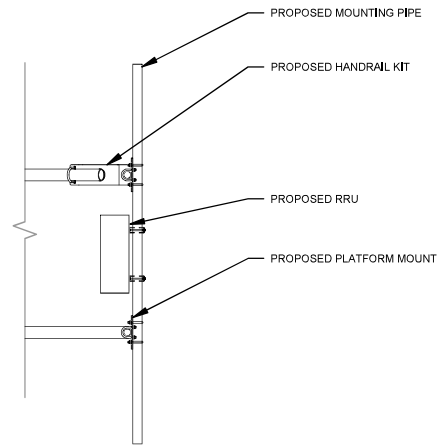 PROPOSED MOUNTING PIPE
PROPOSED HANDRAIL KIT
PROPOSED RRU
PROPOSED PLATFORM MOUNT